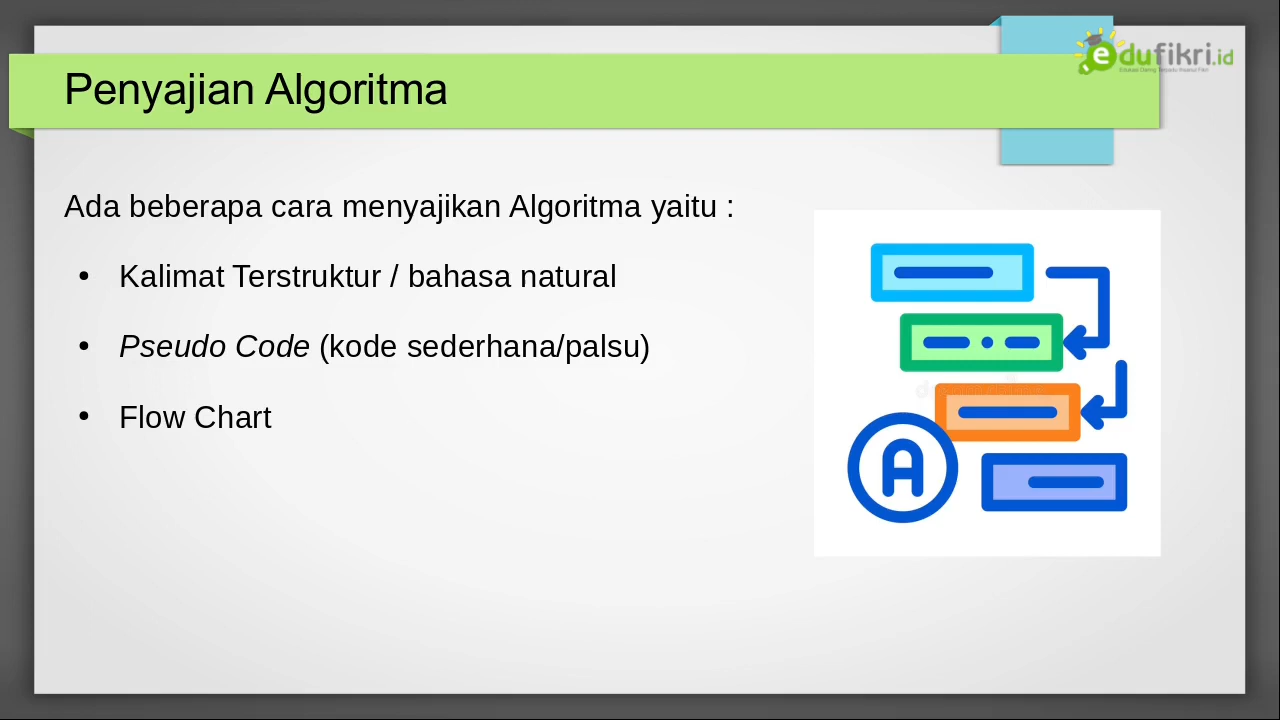 edufikri.id
Penyajian Algoritma
Ada beberapa cara menyajikan Algoritma yaitu :
• Kalimat Terstruktur / bahasa natural
• Pseudo Code (kode sederhana/palsu)
• Flow Chart
A